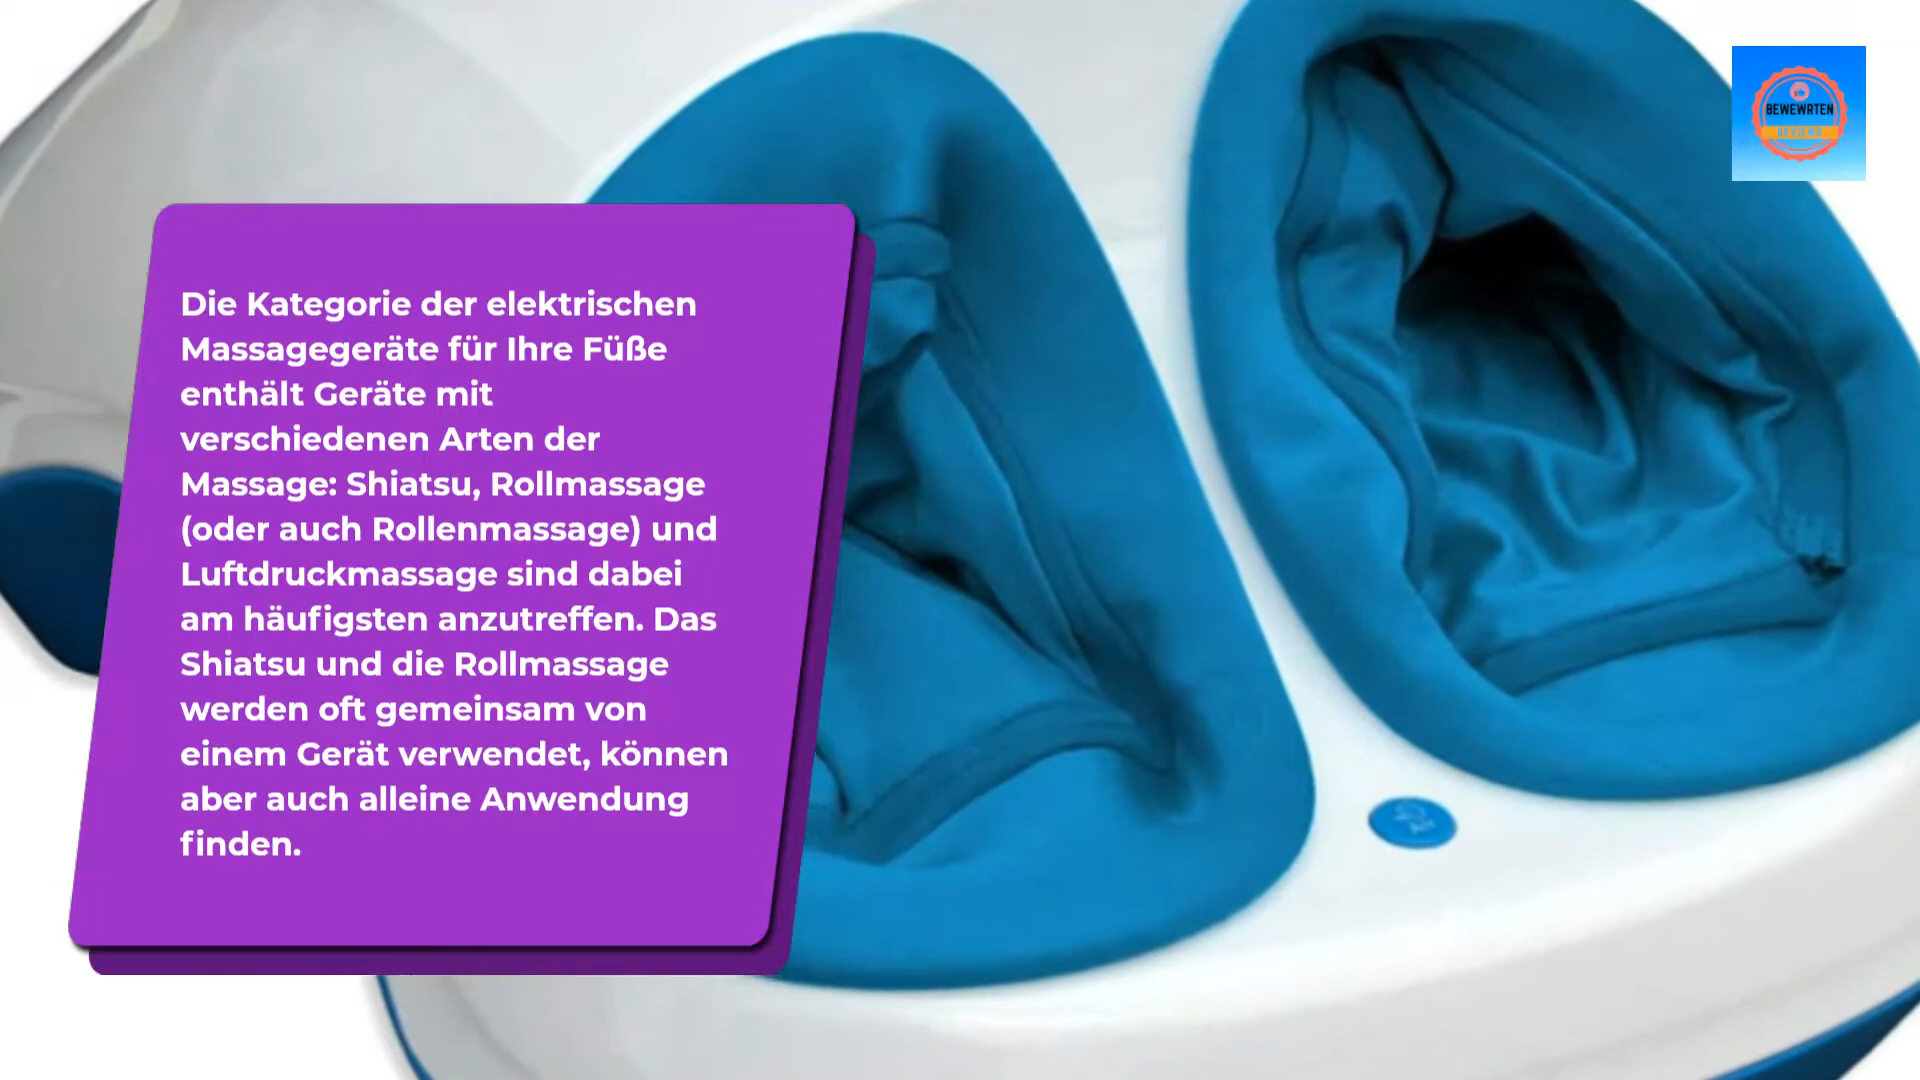 BEWEWRTEN
REVIEWS
Die Kategorie der elektrischen
Massagegeräte für Ihre Füße
enthält Geräte mit
verschiedenen Arten der
Massage: Shiatsu, Rollmassage
(oder auch Rollenmassage) und
Luftdruckmassage sind dabei
am häufigsten anzutreffen. Das
Shiatsu und die Rollmassage
werden oft gemeinsam von
einem Gerät verwendet, können
aber auch alleine Anwendung
finden.